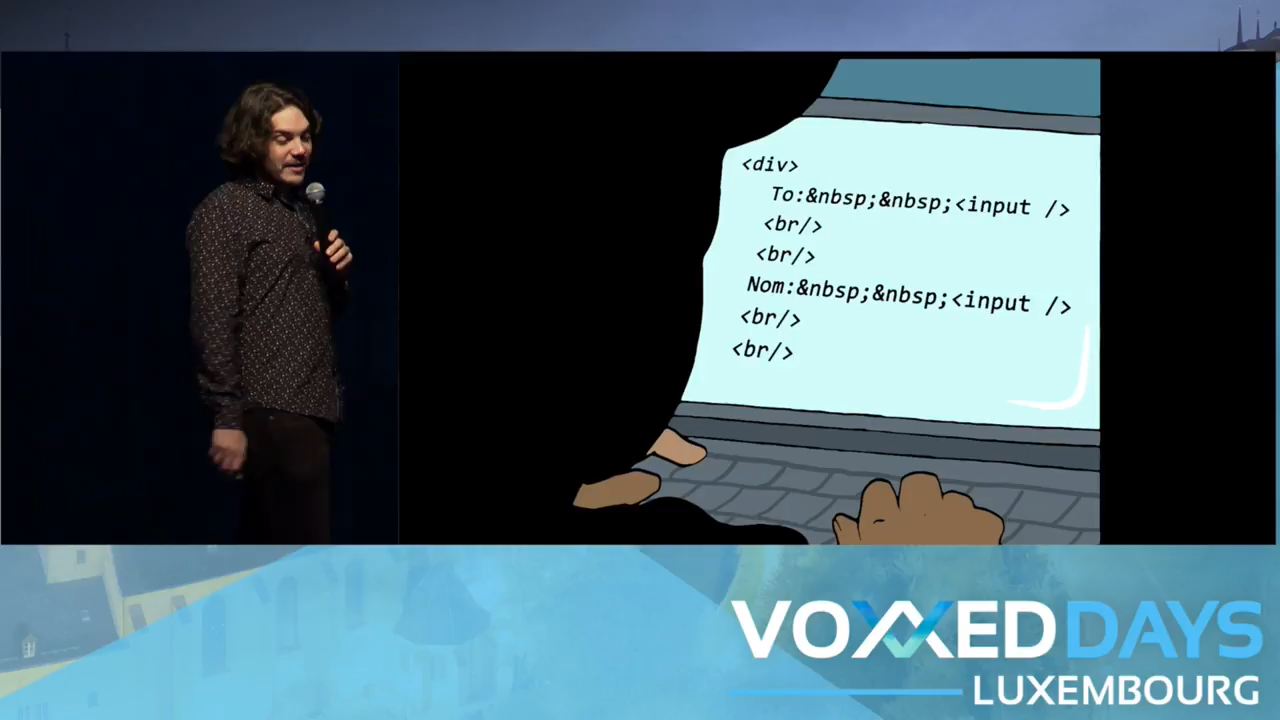 <div>
To:&nbsp;&nbsp;<input />
<br/>
<br/>
Nom:&nbsp;&nbsp;<input />
<br/>
<br/>
VOXXED DAYS
LUXEMBOURG